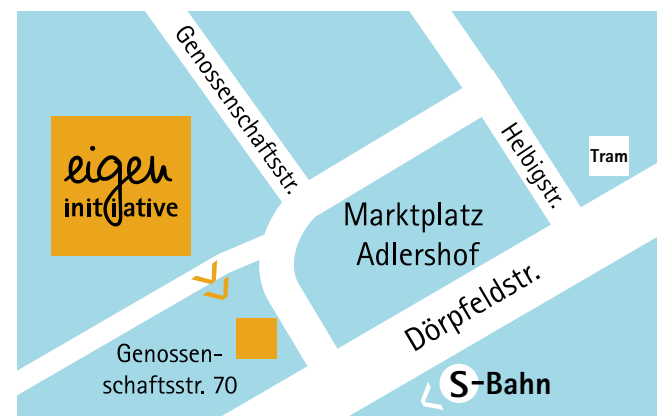 Genossenschaftsstr.
eigen
initiative
Helbigstr.
Tram
Marktplatz
Adlershof
Dörpfeldstr.
Genossen-
schaftsstr. 70
S-Bahn